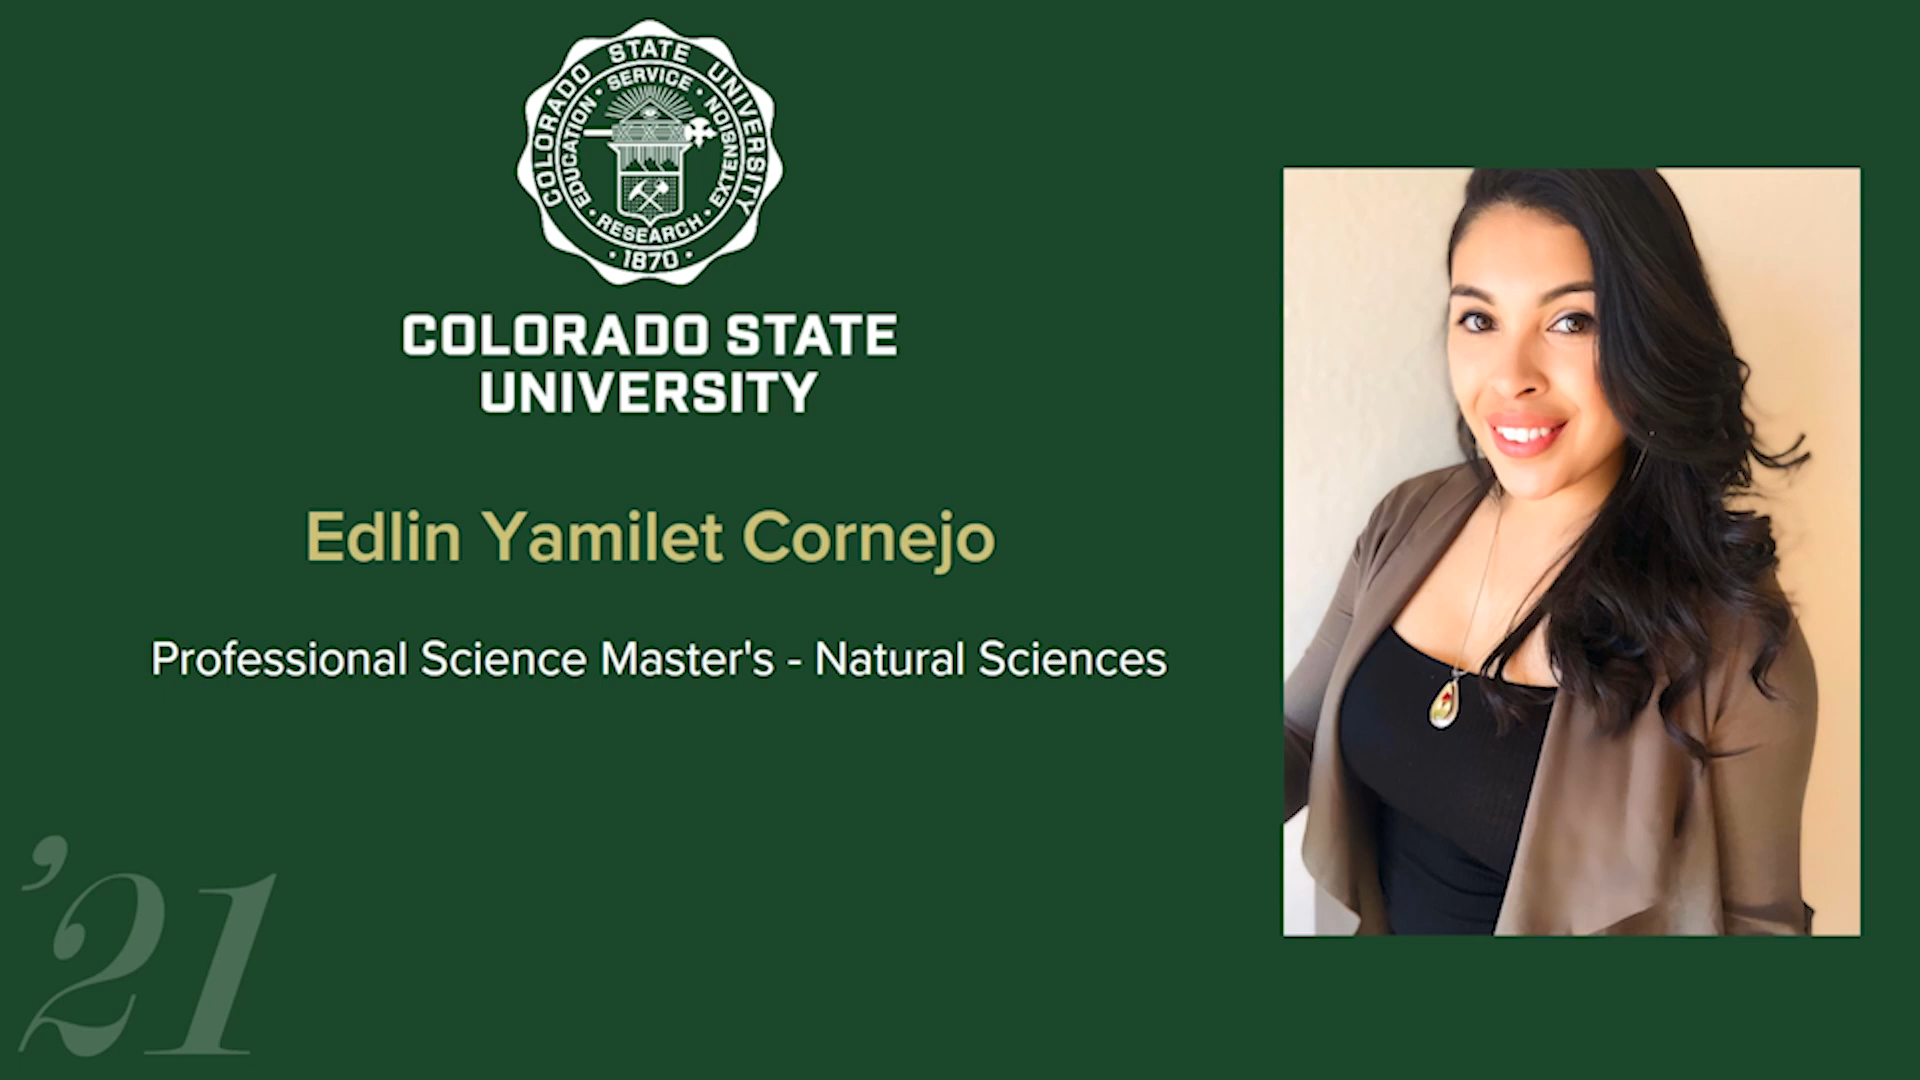 COLORADO STATE UNIVERSITY
EDUCATION • SERVICE • EXTENSION
• RESEARCH •
• 1870 •
COLORADO STATE
UNIVERSITY
Edlin Yamilet Cornejo
Professional Science Master's - Natural Sciences
’21